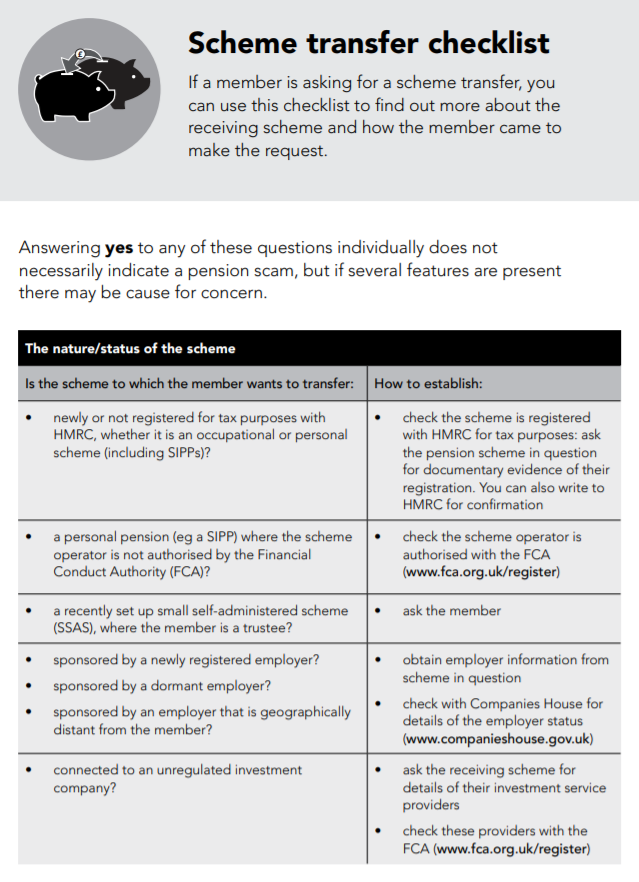 £
Scheme transfer checklist
If a member is asking for a scheme transfer, you
can use this checklist to find out more about the
receiving scheme and how the member came to
make the request.
Answering yes to any of these questions individually does not
necessarily indicate a pension scam, but if several features are present
there may be cause for concern.
The nature/status of the scheme
Is the scheme to which the member wants to transfer:
How to establish:
• newly or not registered for tax purposes with
HMRC, whether it is an occupational or personal
scheme (including SIPPs)?
• check the scheme is registered
with HMRC for tax purposes: ask
the pension scheme in question
for documentary evidence of their
registration. You can also write to
HMRC for confirmation
• a personal pension (eg a SIPP) where the scheme
operator is not authorised by the Financial
Conduct Authority (FCA)?
• check the scheme operator is
authorised with the FCA
(www.fca.org.uk/register)
• a recently set up small self-administered scheme
(SSAS), where the member is a trustee?
• ask the member
• sponsored by a newly registered employer?
• sponsored by a dormant employer?
• sponsored by an employer that is geographically
distant from the member?
• obtain employer information from
scheme in question
• check with Companies House for
details of the employer status
(www.companieshouse.gov.uk)
• connected to an unregulated investment
company?
• ask the receiving scheme for
details of their investment service
providers
• check these providers with the
FCA (www.fca.org.uk/register)